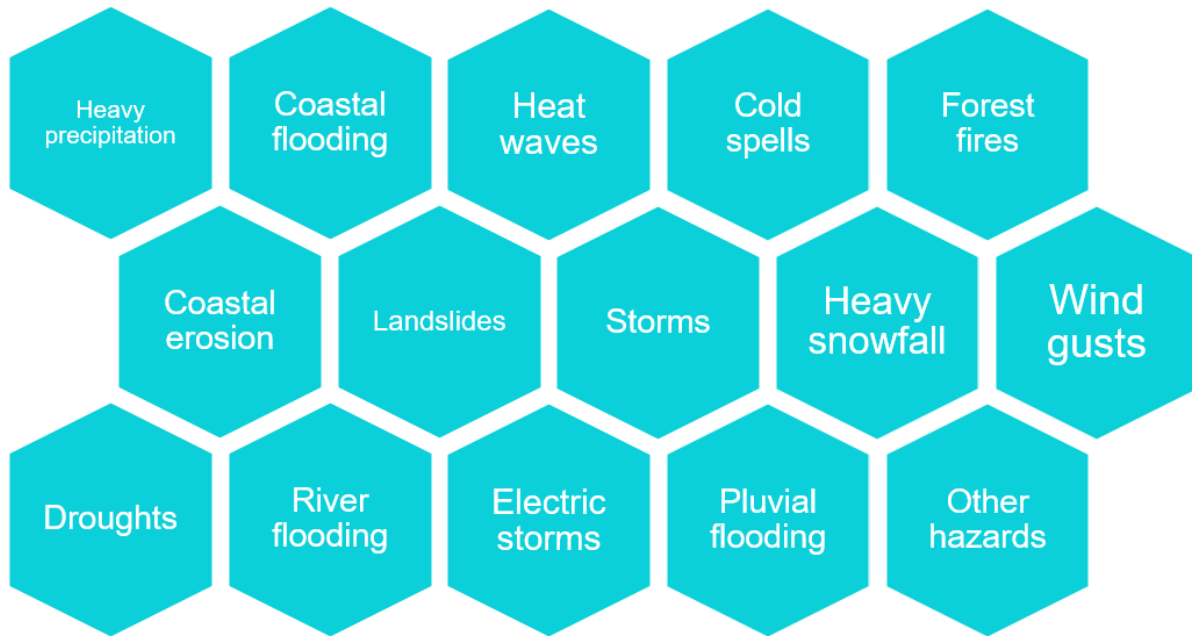 Heavy
precipitation
Coastal
flooding
Heat
waves
Cold
spells
Forest
fires
Coastal
erosion
Landslides
Storms
Heavy
snowfall
Wind
gusts
Droughts
River
flooding
Electric
storms
Pluvial
flooding
Other
hazards